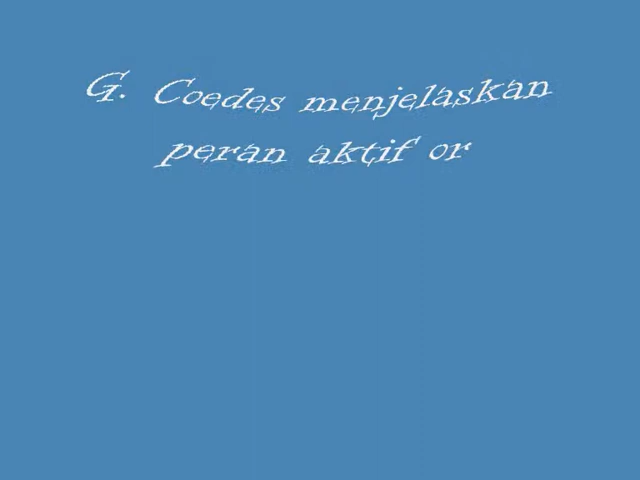 G. Coedes menjelaskan
peran aktif or